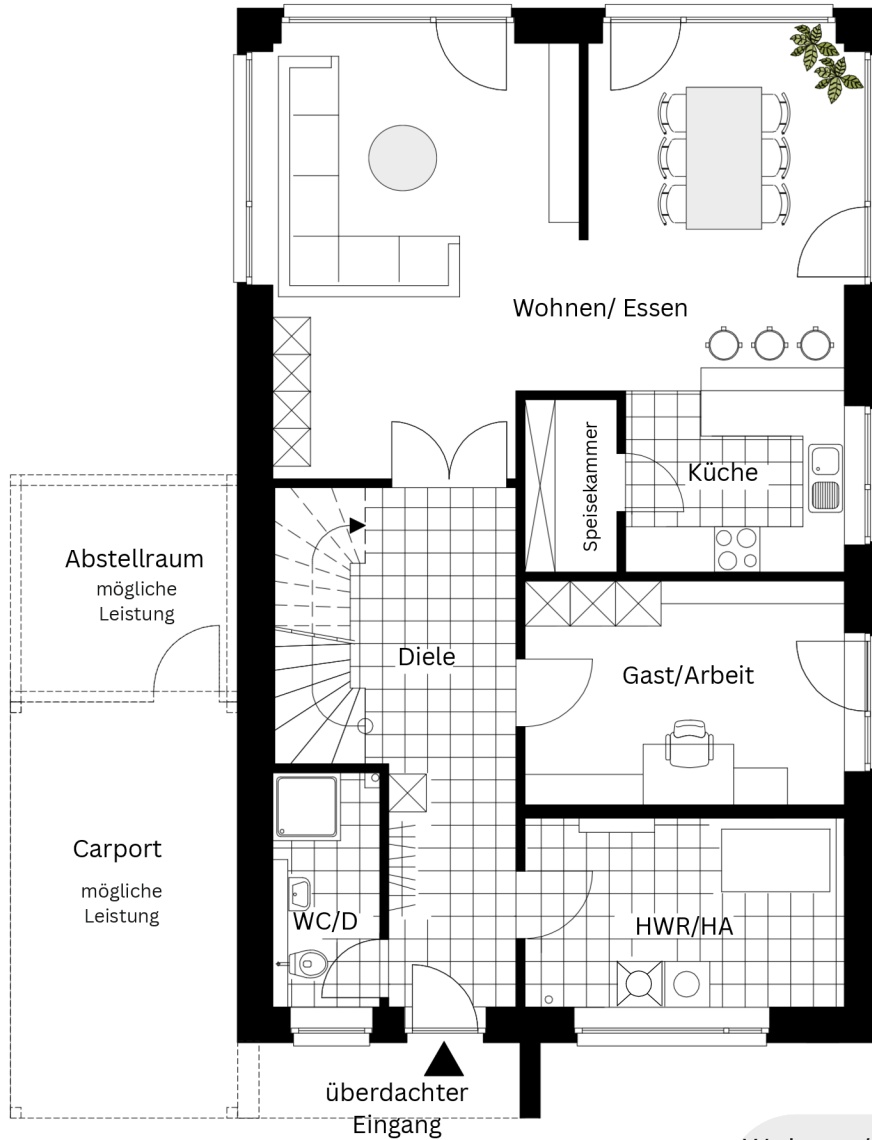 Wohnen/ Essen
Speisekammer
Küche
Abstellraum
mögliche
Leistung
Diele
Gast/Arbeit
Carport
mögliche
Leistung
WC/D
HWR/HA
überdachter
Eingang